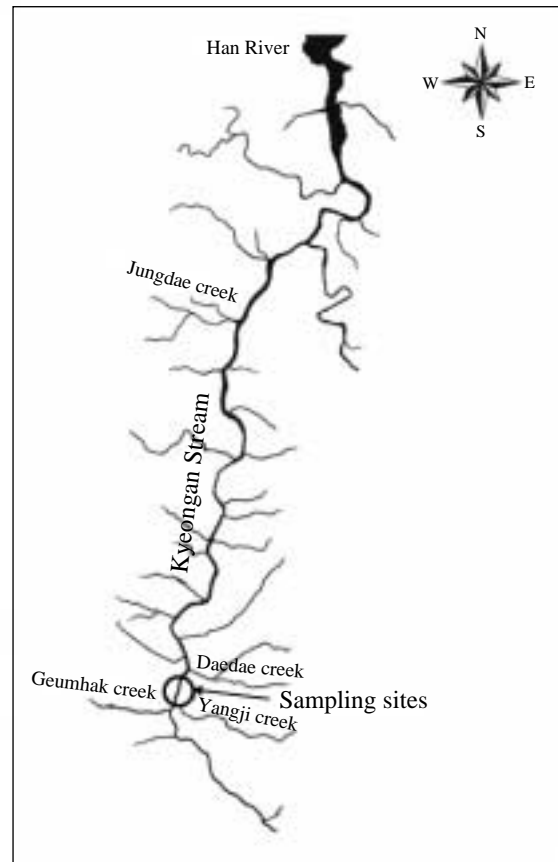 Han River
N
W
E
S
Jungdae creek
Kyeongan Stream
Daedae creek
Geumhak creek
Sampling sites
Yangji creek